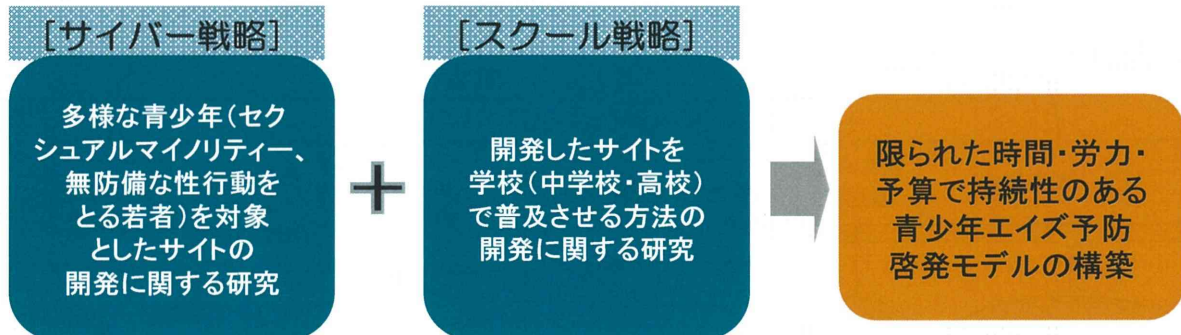 [サイバー戦略]
多様な青少年(セク
シュアルマイノリティー、
無防備な性行動を
とる若者)を対象
としたサイトの
開発に関する研究
+
[スクール戦略]
開発したサイトを
学校(中学校・高校)
で普及させる方法の
開発に関する研究
限られた時間・労力・
予算で持続性のある
青少年エイズ予防
啓発モデルの構築